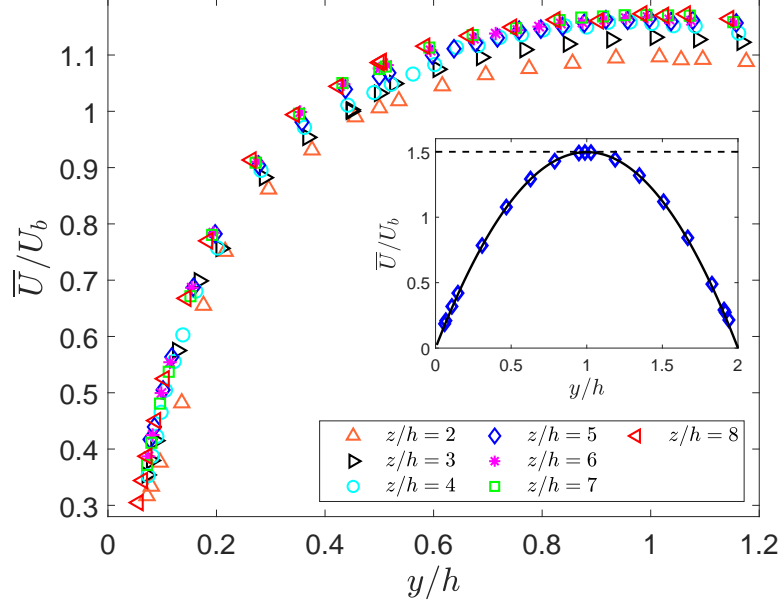 1.1
1
0.9
0.8
0.7
0.6
0.5
0.4
0.3
U̅/U_b
0 0.2 0.4 0.6 0.8 1 1.2
y/h
1.5
1
0.5
0
U̅/U_b
0 0.5 1 1.5 2
y/h
z/h = 2 z/h = 5 z/h = 8
z/h = 3 z/h = 6
z/h = 4 z/h = 7